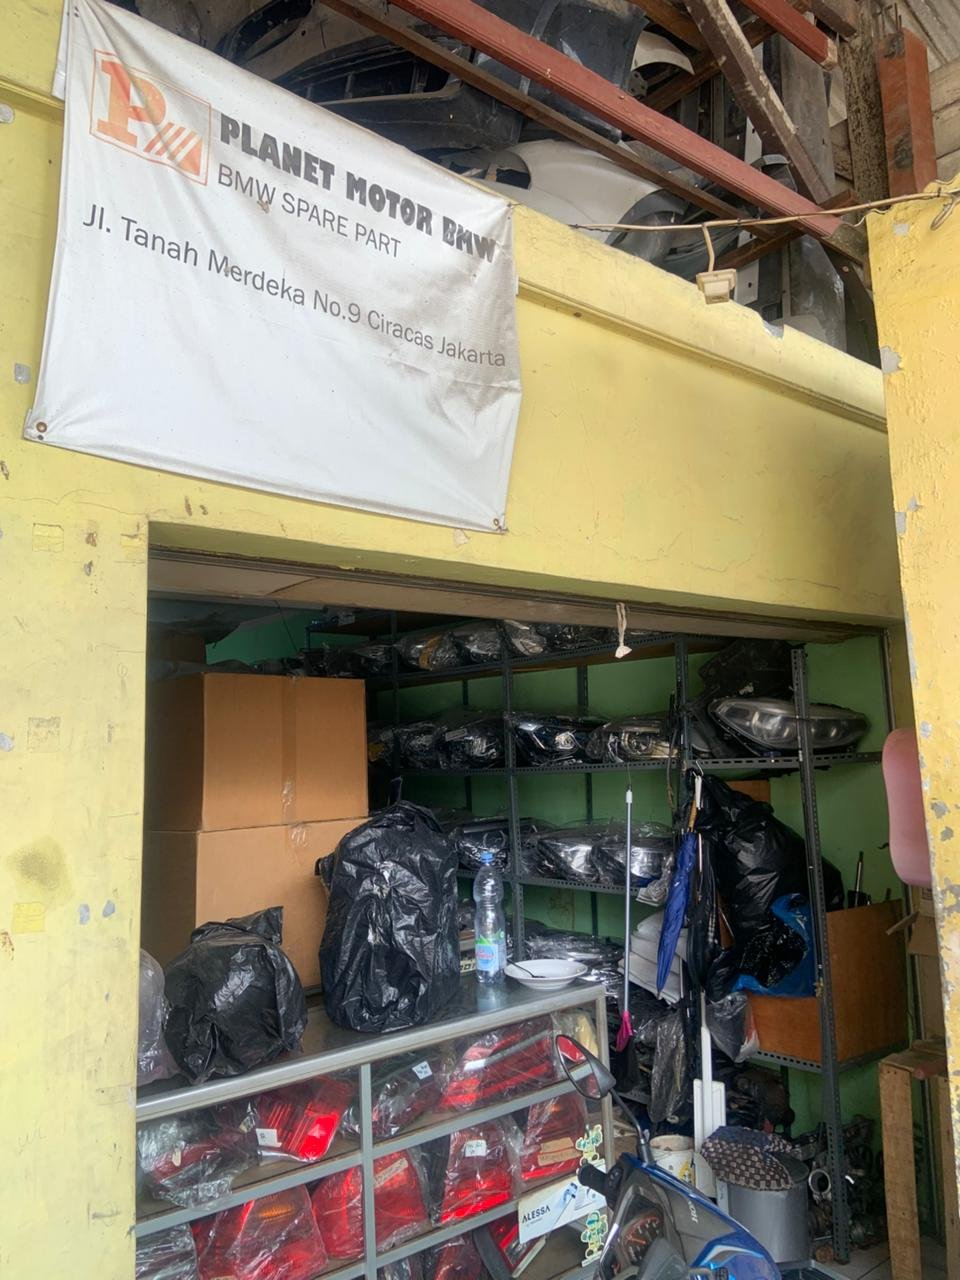 P
PLANET MOTOR BMW
BMW SPARE PART
Jl. Tanah Merdeka No.9 Ciracas Jakarta
ALESSA